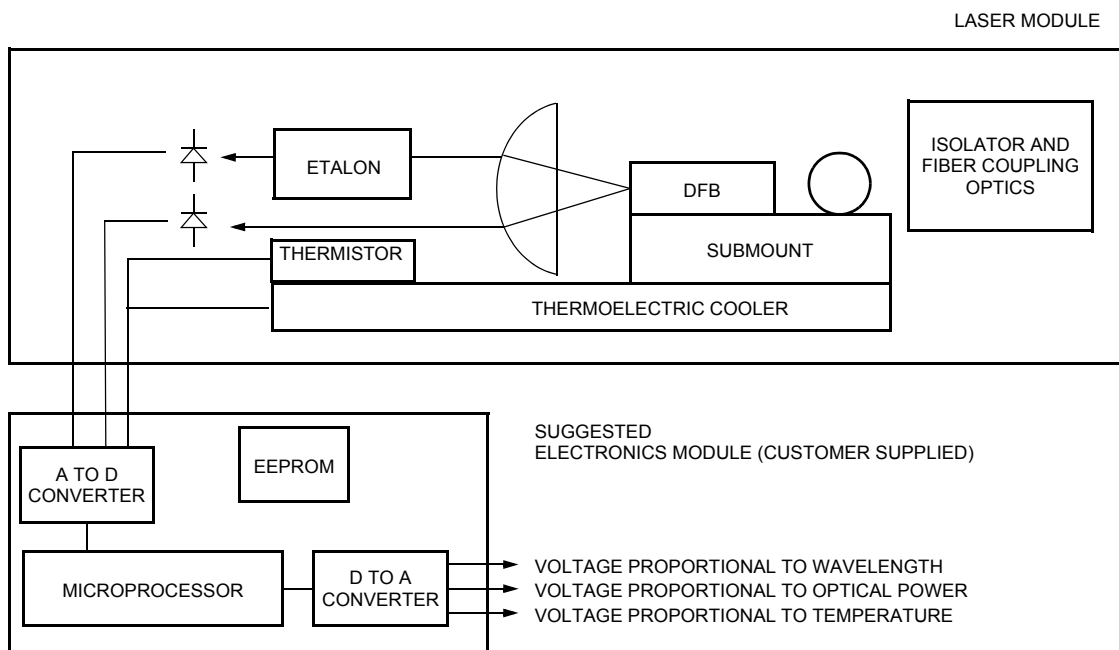 LASER MODULE
ISOLATOR AND
FIBER COUPLING
OPTICS
ETALON
DFB
THERMISTOR
SUBMOUNT
THERMOELECTRIC COOLER
SUGGESTED
ELECTRONICS MODULE (CUSTOMER SUPPLIED)
A TO D
CONVERTER
EEPROM
MICROPROCESSOR
D TO A
CONVERTER
VOLTAGE PROPORTIONAL TO WAVELENGTH
VOLTAGE PROPORTIONAL TO OPTICAL POWER
VOLTAGE PROPORTIONAL TO TEMPERATURE